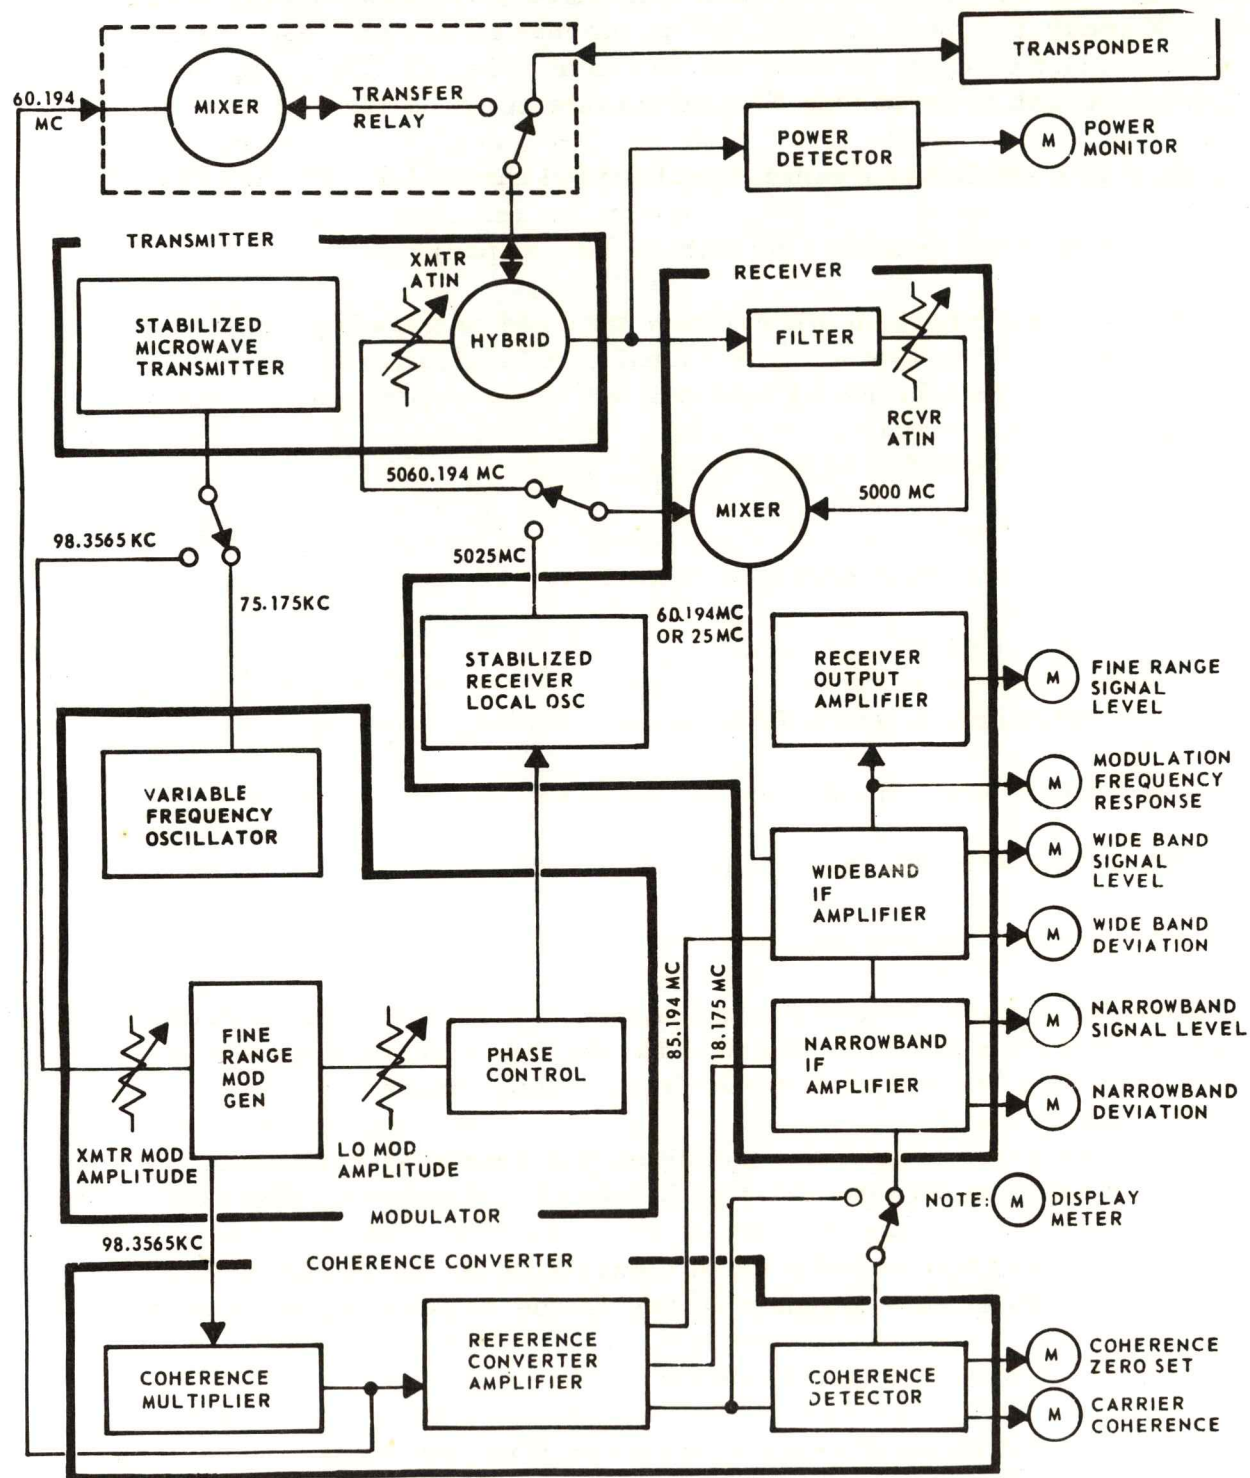 TRANSPONDER
60.194
MC
MIXER
TRANSFER
RELAY
POWER
DETECTOR
M
POWER
MONITOR
TRANSMITTER
XMTR
ATIN
RECEIVER
STABILIZED
MICROWAVE
TRANSMITTER
HYBRID
FILTER
RCVR
ATIN
5060.194 MC
MIXER
5000 MC
98.3565 KC
5025MC
75.175KC
60.194MC
OR 25MC
STABILIZED
RECEIVER
LOCAL OSC
RECEIVER
OUTPUT
AMPLIFIER
M
FINE RANGE
SIGNAL
LEVEL
VARIABLE
FREQUENCY
OSCILLATOR
M
MODULATION
FREQUENCY
RESPONSE
WIDEBAND
IF
AMPLIFIER
M
WIDE BAND
SIGNAL
LEVEL
M
WIDE BAND
DEVIATION
85.194 MC
18.175 MC
FINE
RANGE
MOD
GEN
PHASE
CONTROL
NARROWBAND
IF
AMPLIFIER
M
NARROWBAND
SIGNAL LEVEL
M
NARROWBAND
DEVIATION
XMTR MOD
AMPLITUDE
LO MOD
AMPLITUDE
MODULATOR
NOTE: M DISPLAY
METER
98.3565KC
COHERENCE CONVERTER
COHERENCE
MULTIPLIER
REFERENCE
CONVERTER
AMPLIFIER
COHERENCE
DETECTOR
M
COHERENCE
ZERO SET
M
CARRIER
COHERENCE